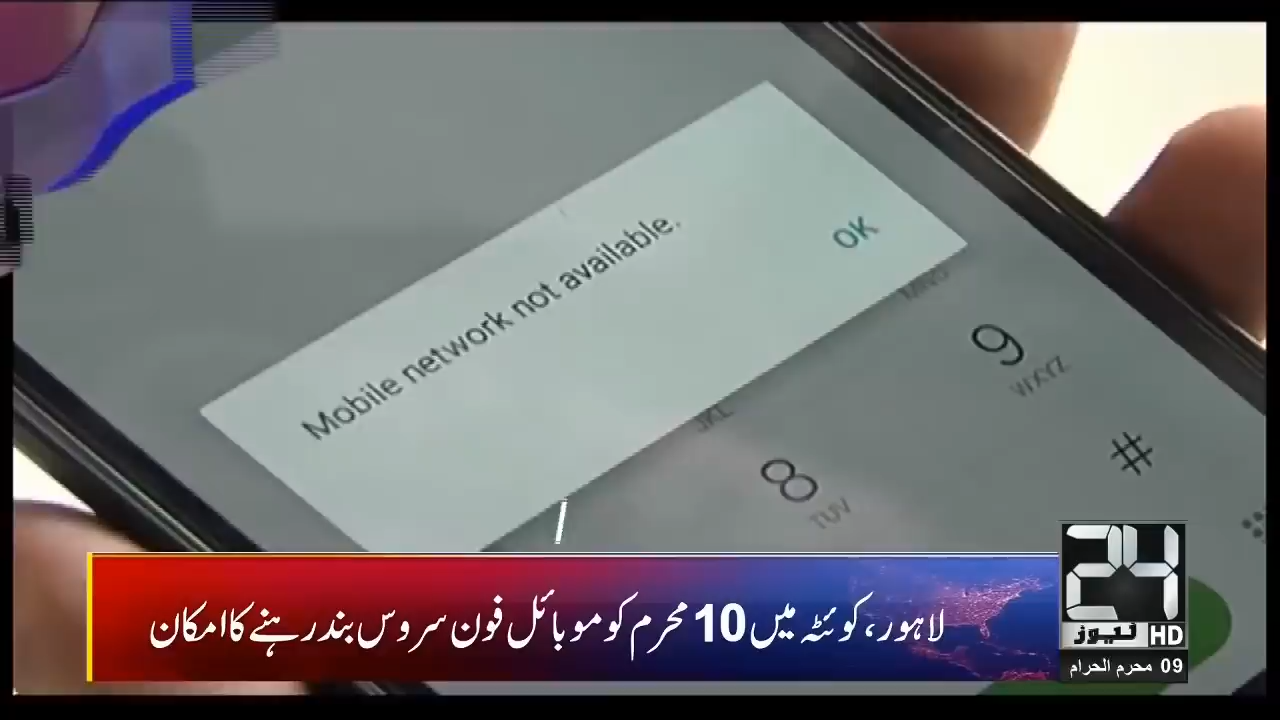 Mobile network not available.
OK
MNO
9
WXYZ
JKL
8
TUV
#
لاہور، کوئٹہ میں 10 محرم کو موبائل فون سروس بند رہنے کا امکان
24
نیوز HD
09 محرم الحرام